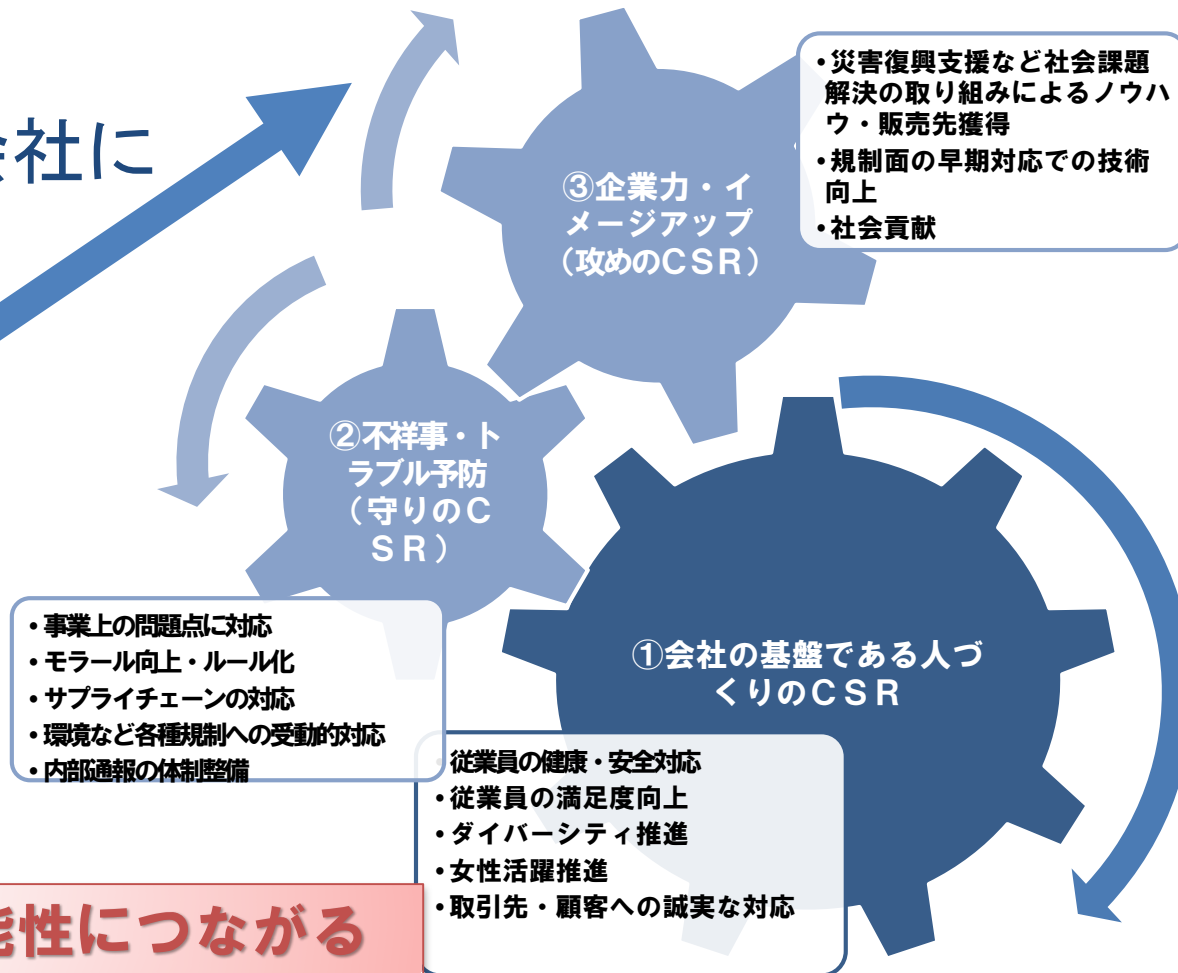 会社に
・災害復興支援など社会課題
解決の取り組みによるノウハ
ウ・販売先獲得
・規制面の早期対応での技術
向上
・社会貢献
③企業力・イ
メージアップ
（攻めのCSR）
②不祥事・ト
ラブル予防
（守りのC
SR）
・事業上の問題点に対応
・モラール向上・ルール化
・サプライチェーンの対応
・環境など各種規制への受動的対応
・内部通報の体制整備
①会社の基盤である人づ
くりのCSR
・従業員の健康・安全対応
・従業員の満足度向上
・ダイバーシティ推進
・女性活躍推進
・取引先・顧客への誠実な対応
能性につながる